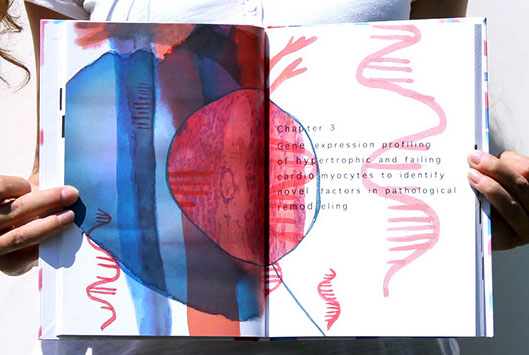 Chapter 3
Gene expression profiling
of hypertrophic and failing
cardiomyocytes to identify
novel factors in pathological
remodeling